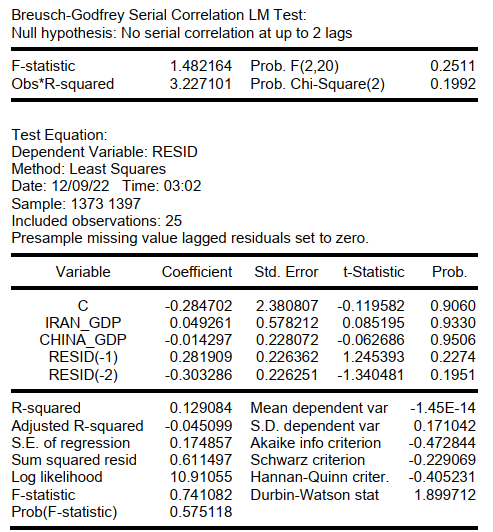 Breusch-Godfrey Serial Correlation LM Test:
Null hypothesis: No serial correlation at up to 2 lags
F-statistic 1.482164 Prob. F(2,20) 0.2511
Obs*R-squared 3.227101 Prob. Chi-Square(2) 0.1992
Test Equation:
Dependent Variable: RESID
Method: Least Squares
Date: 12/09/22 Time: 03:02
Sample: 1373 1397
Included observations: 25
Presample missing value lagged residuals set to zero.
Variable Coefficient Std. Error t-Statistic Prob.
C -0.284702 2.380807 -0.119582 0.9060
IRAN_GDP 0.049261 0.578212 0.085195 0.9330
CHINA_GDP -0.014297 0.228072 -0.062686 0.9506
RESID(-1) 0.281909 0.226362 1.245393 0.2274
RESID(-2) -0.303286 0.226251 -1.340481 0.1951
R-squared 0.129084 Mean dependent var -1.45E-14
Adjusted R-squared -0.045099 S.D. dependent var 0.171042
S.E. of regression 0.174857 Akaike info criterion -0.472844
Sum squared resid 0.611497 Schwarz criterion -0.229069
Log likelihood 10.91055 Hannan-Quinn criter. -0.405231
F-statistic 0.741082 Durbin-Watson stat 1.899712
Prob(F-statistic) 0.575118